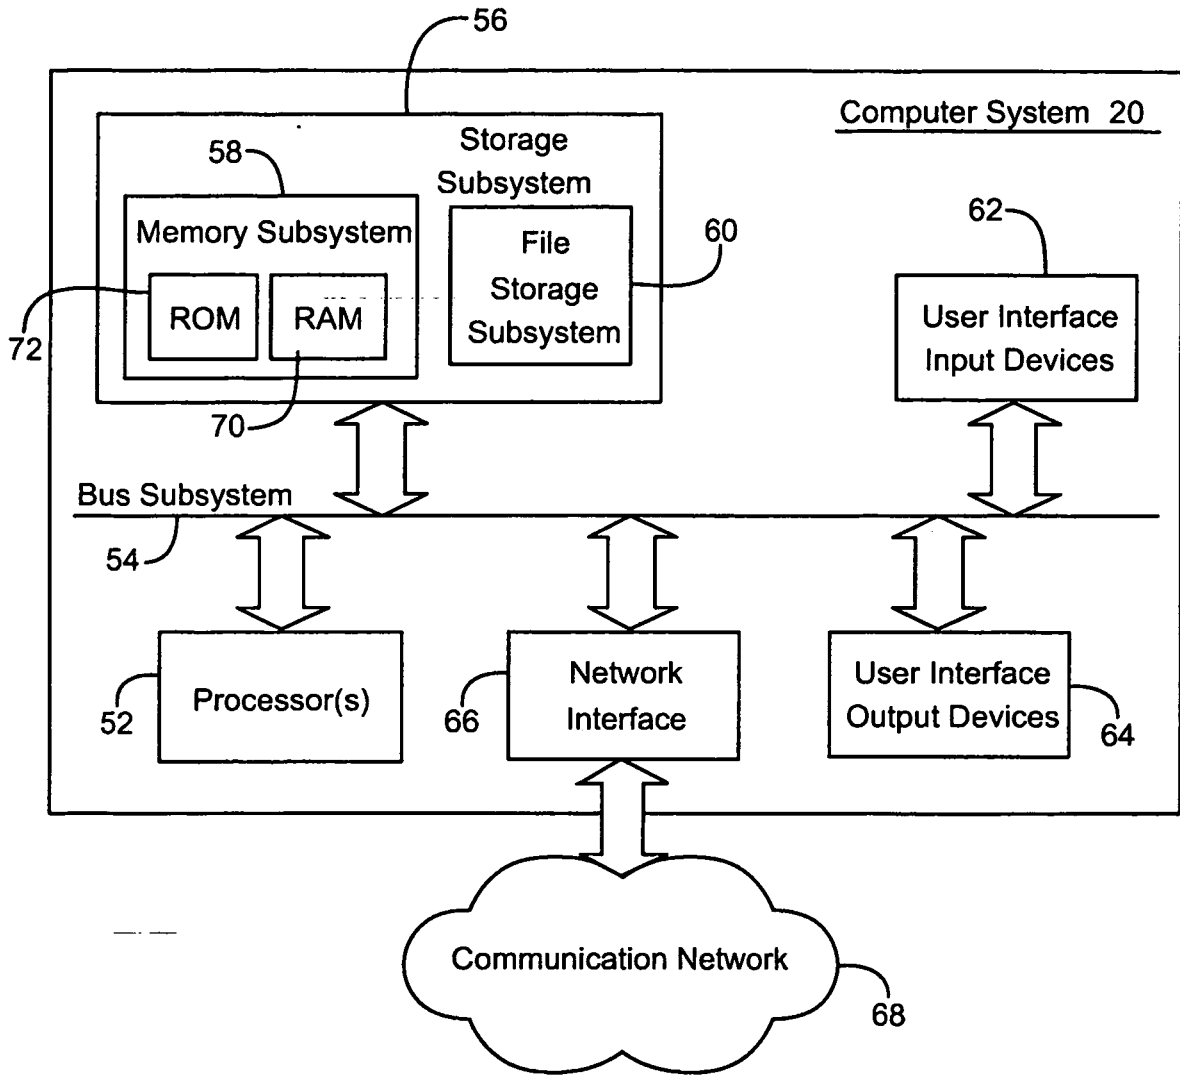 56
Computer System 20
Storage
Subsystem
58
Memory Subsystem
File
Storage
Subsystem
60
62
ROM
RAM
72
70
User Interface
Input Devices
Bus Subsystem
54
Processor(s)
52
Network
Interface
66
User Interface
Output Devices
64
Communication Network
68